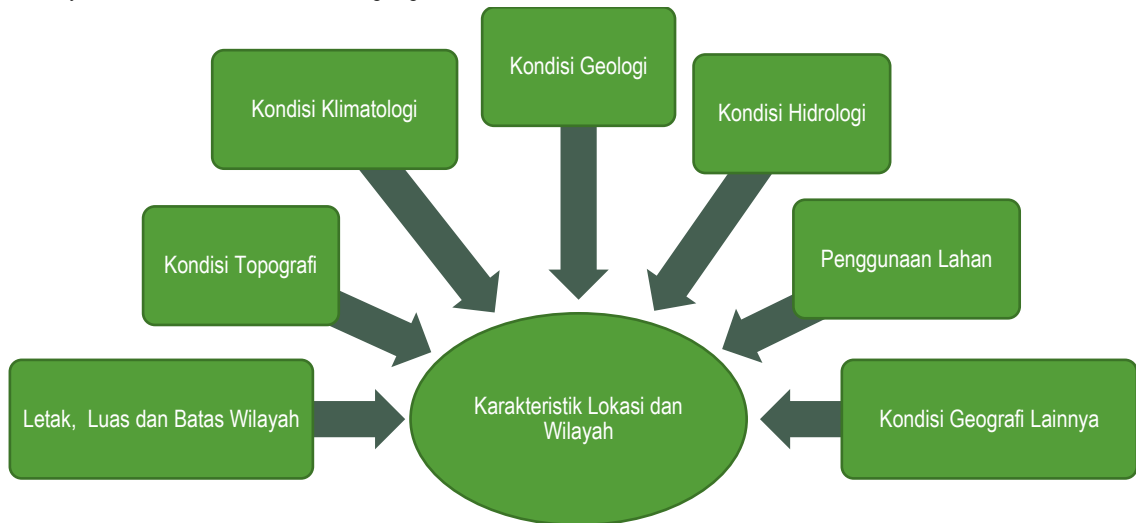 Kondisi Geologi
Kondisi Klimatologi
Kondisi Hidrologi
Kondisi Topografi
Penggunaan Lahan
Letak, Luas dan Batas Wilayah
Karakteristik Lokasi dan
Wilayah
Kondisi Geografi Lainnya